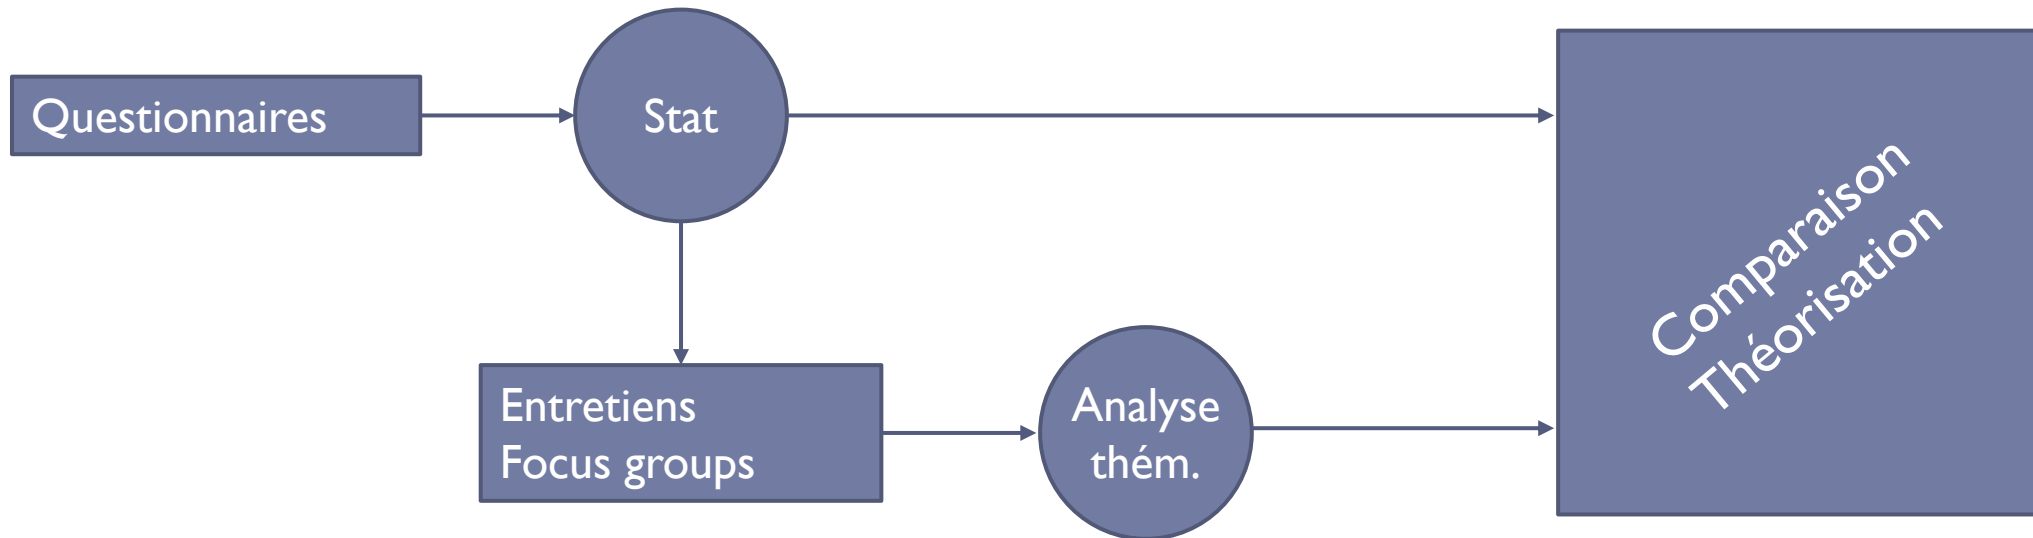 Questionnaires
Stat
Entretiens
Focus groups
Analyse
thém.
Comparaison
Théorisation